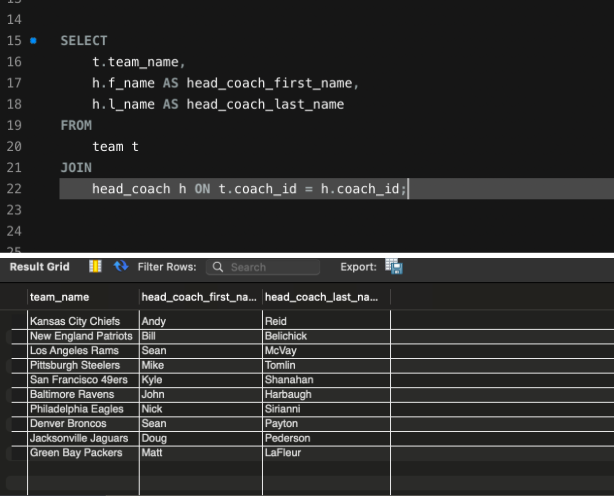 13
14
15 SELECT
16 t.team_name,
17 h.f_name AS head_coach_first_name,
18 h.l_name AS head_coach_last_name
19 FROM
20 team t
21 JOIN
22 head_coach h ON t.coach_id = h.coach_id;
23
24
25
Result Grid Filter Rows: Search Export:
team_name head_coach_first_na... head_coach_last_na...
Kansas City Chiefs Andy Reid
New England Patriots Bill Belichick
Los Angeles Rams Sean McVay
Pittsburgh Steelers Mike Tomlin
San Francisco 49ers Kyle Shanahan
Baltimore Ravens John Harbaugh
Philadelphia Eagles Nick Sirianni
Denver Broncos Sean Payton
Jacksonville Jaguars Doug Pederson
Green Bay Packers Matt LaFleur